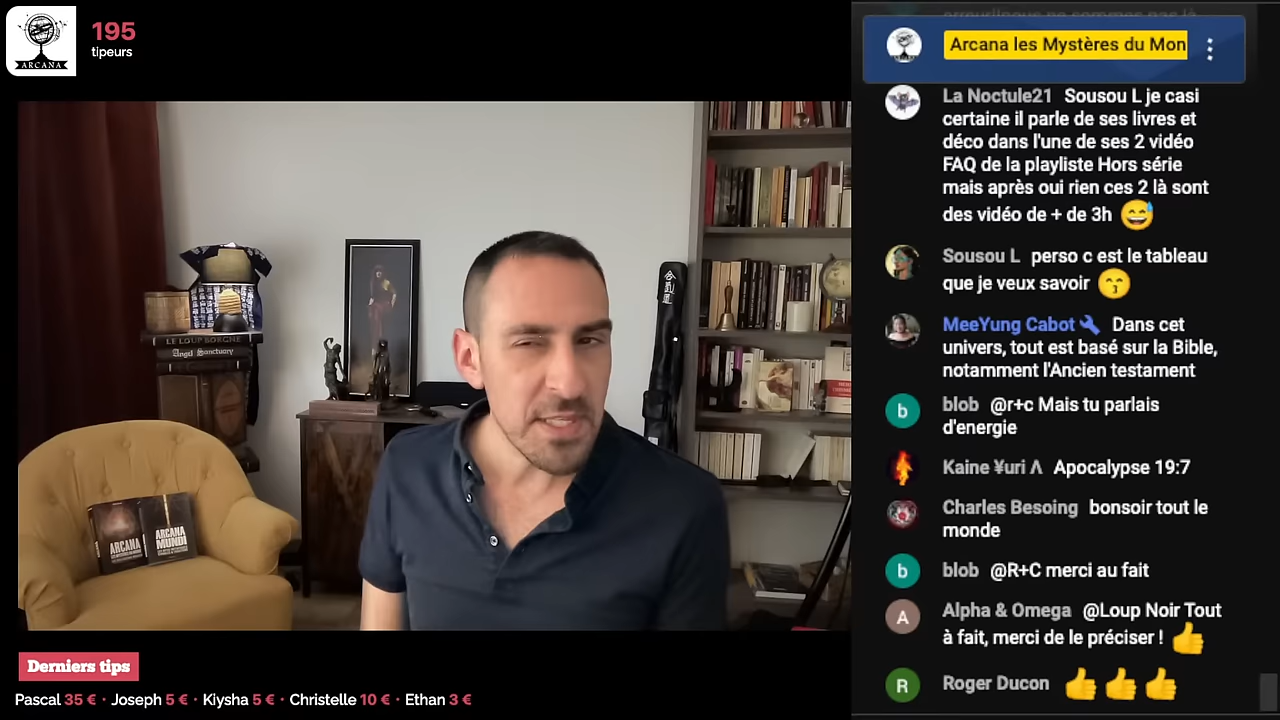 ARCANA
195
tipeurs
LE LOUP BORGNE
Angel Sanctuary
ARCANA
ARCANA
MUNDI
Derniers tips
Pascal 35 € · Joseph 5 € · Kiysha 5 € · Christelle 10 € · Ethan 3 €
Arcana les Mystères du Mon
La Noctule21 Sousou L je casi
certaine il parle de ses livres et
déco dans l'une de ses 2 vidéo
FAQ de la playliste Hors série
mais après oui rien ces 2 là sont
des vidéo de + de 3h 😅
Sousou L perso c est le tableau
que je veux savoir 😙
MeeYung Cabot 🔧 Dans cet
univers, tout est basé sur la Bible,
notamment l'Ancien testament
b
blob @r+c Mais tu parlais
d'energie
Kaine ¥uri Λ Apocalypse 19:7
Charles Besoing bonsoir tout le
monde
b
blob @R+C merci au fait
A
Alpha & Omega @Loup Noir Tout
à fait, merci de le préciser ! 👍
R
Roger Ducon 👍👍👍